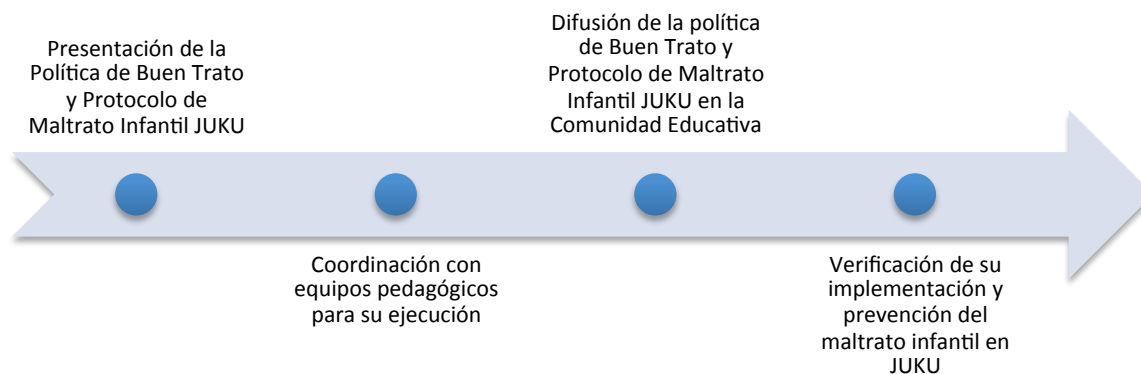 Presentación de la
Política de Buen Trato
y Protocolo de
Maltrato Infantil JUKU
Coordinación con
equipos pedagógicos
para su ejecución
Difusión de la política
de Buen Trato y
Protocolo de Maltrato
Infantil JUKU en la
Comunidad Educativa
Verificación de su
implementación y
prevención del
maltrato infantil en
JUKU